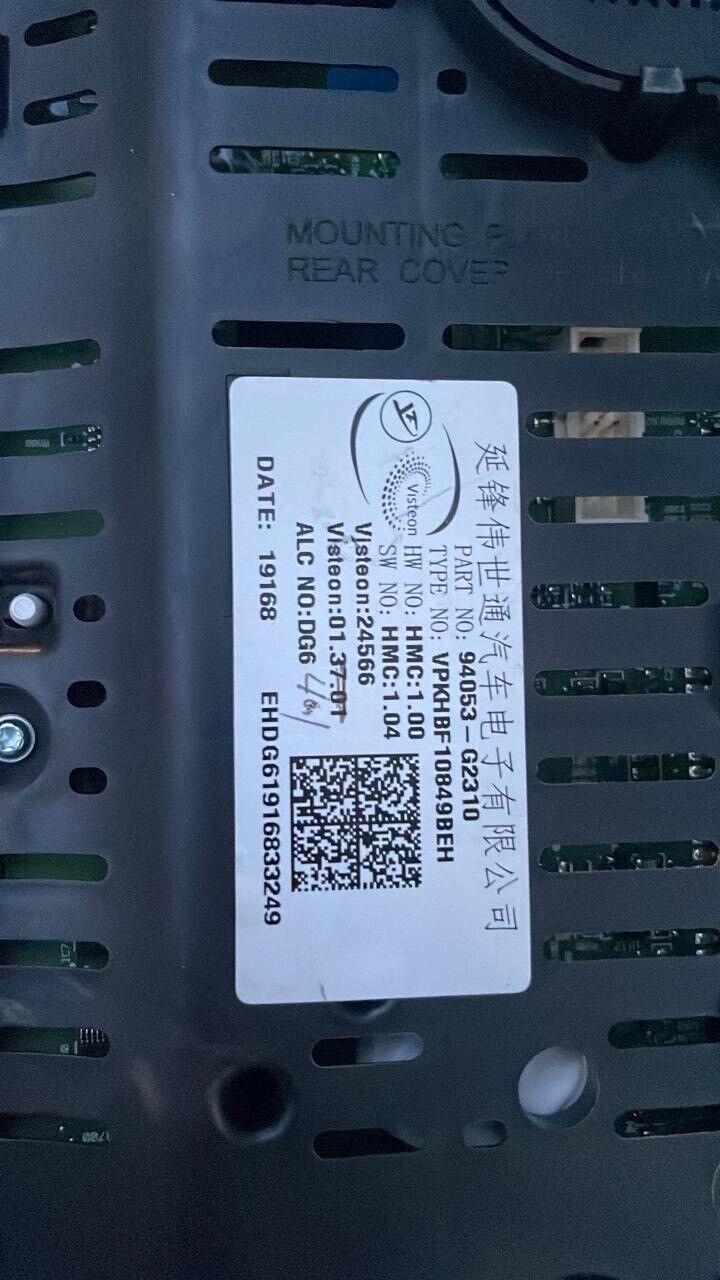 MOUNTING
REAR COVER
延锋伟世通汽车电子有限公司
Visteon
PART NO: 94053-G2310
TYPE NO: VPKHBF10849BEH
HW NO: HMC:1.00
SW NO: HMC:1.04
Visteon:24566
Visteon:01.37-01
ALC NO:DG6
DATE: 19168 EHDG61916833249